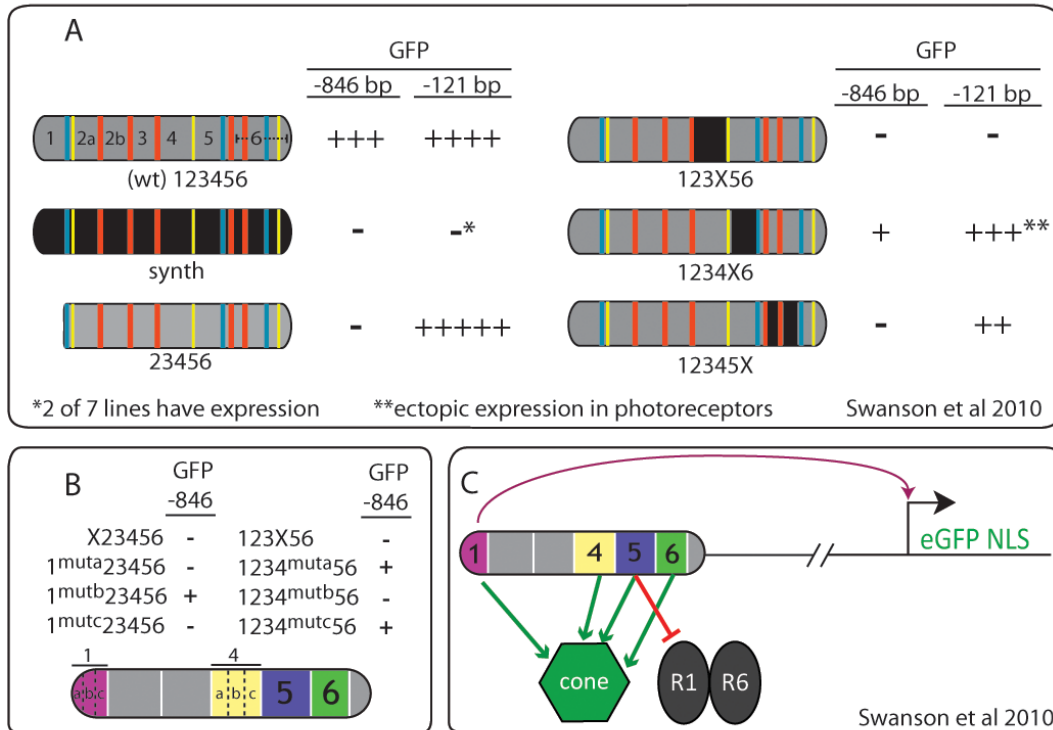 A
GFP
-846 bp -121 bp
1 2a 2b 3 4 5 6
+++ ++++
(wt) 123456
- -*
synth
- +++++
23456
GFP
-846 bp -121 bp
- -
123X56
+ +++**
1234X6
- ++
12345X
*2 of 7 lines have expression **ectopic expression in photoreceptors Swanson et al 2010
B
GFP GFP
-846 -846
X23456 - 123X56 -
1muta23456 - 1234muta56 +
1mutb23456 + 1234mutb56 -
1mutc23456 - 1234mutc56 +
1 4
a b c a b c 5 6
C
1 4 5 6
eGFP NLS
cone R1 R6
Swanson et al 2010